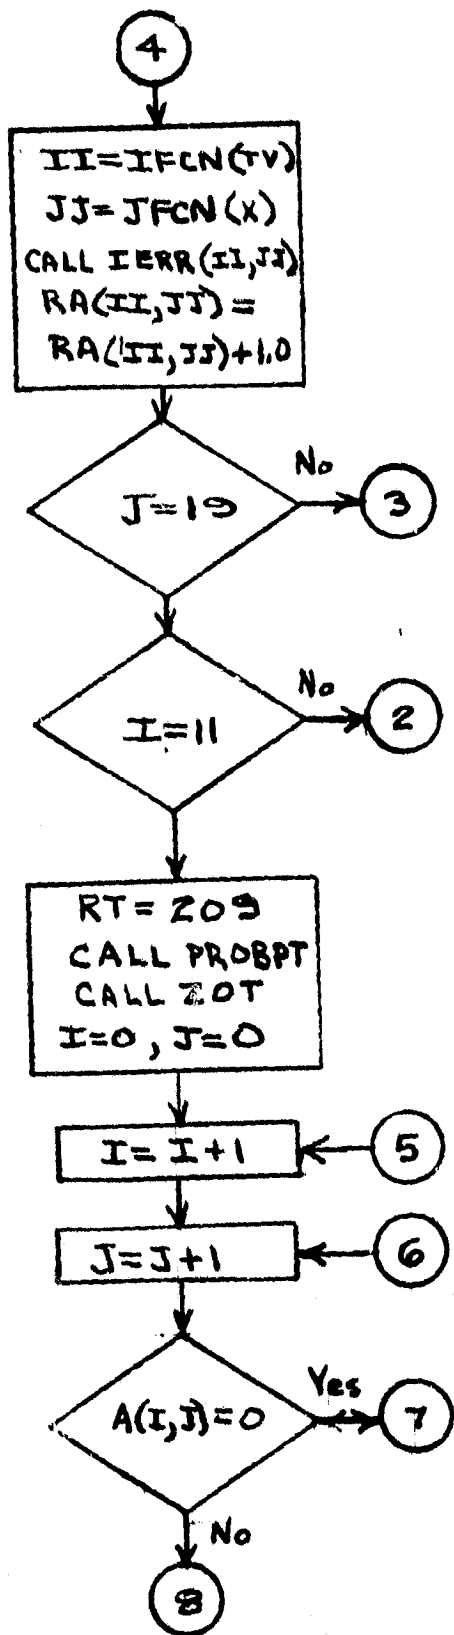 4
II=IFCN(TV)
JJ=JFCN(X)
CALL IERR(II,JJ)
RA(II,JJ)=
RA(II,JJ)+1.0
J=19
No
3
I=11
No
2
RT=209
CALL PROBPT
CALL ZOT
I=0, J=0
I=I+1
5
J=J+1
6
A(I,J)=0
Yes
7
No
8